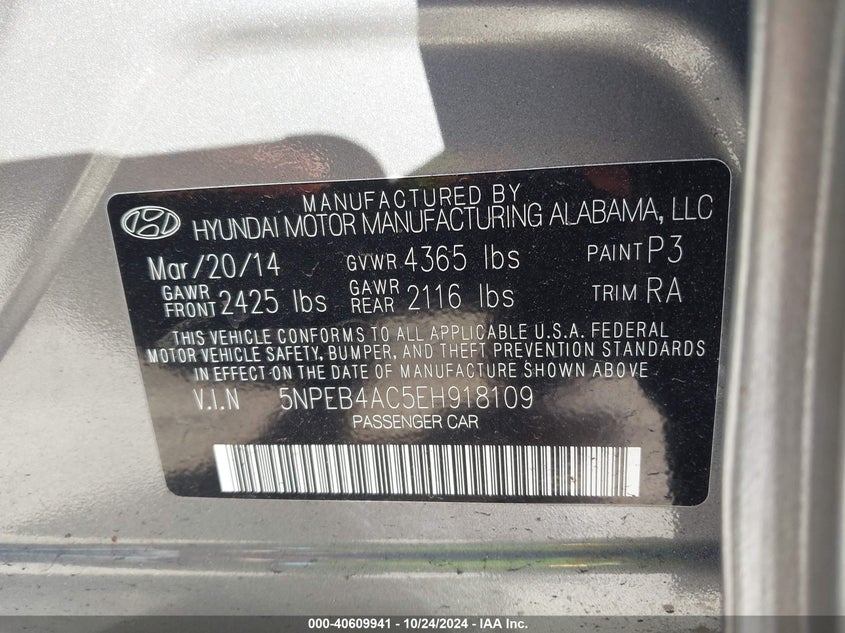 MANUFACTURED BY
HYUNDAI MOTOR MANUFACTURING ALABAMA, LLC
Mar/20/14 GVWR 4365 lbs PAINT P3
GAWR FRONT 2425 lbs GAWR REAR 2116 lbs TRIM RA
THIS VEHICLE CONFORMS TO ALL APPLICABLE U.S.A. FEDERAL
MOTOR VEHICLE SAFETY, BUMPER, AND THEFT PREVENTION STANDARDS
IN EFFECT ON THE DATE OF MANUFACTURE SHOWN ABOVE.
V.I.N 5NPEB4AC5EH918109
PASSENGER CAR
000-40609941 - 10/24/2024 - IAA Inc.